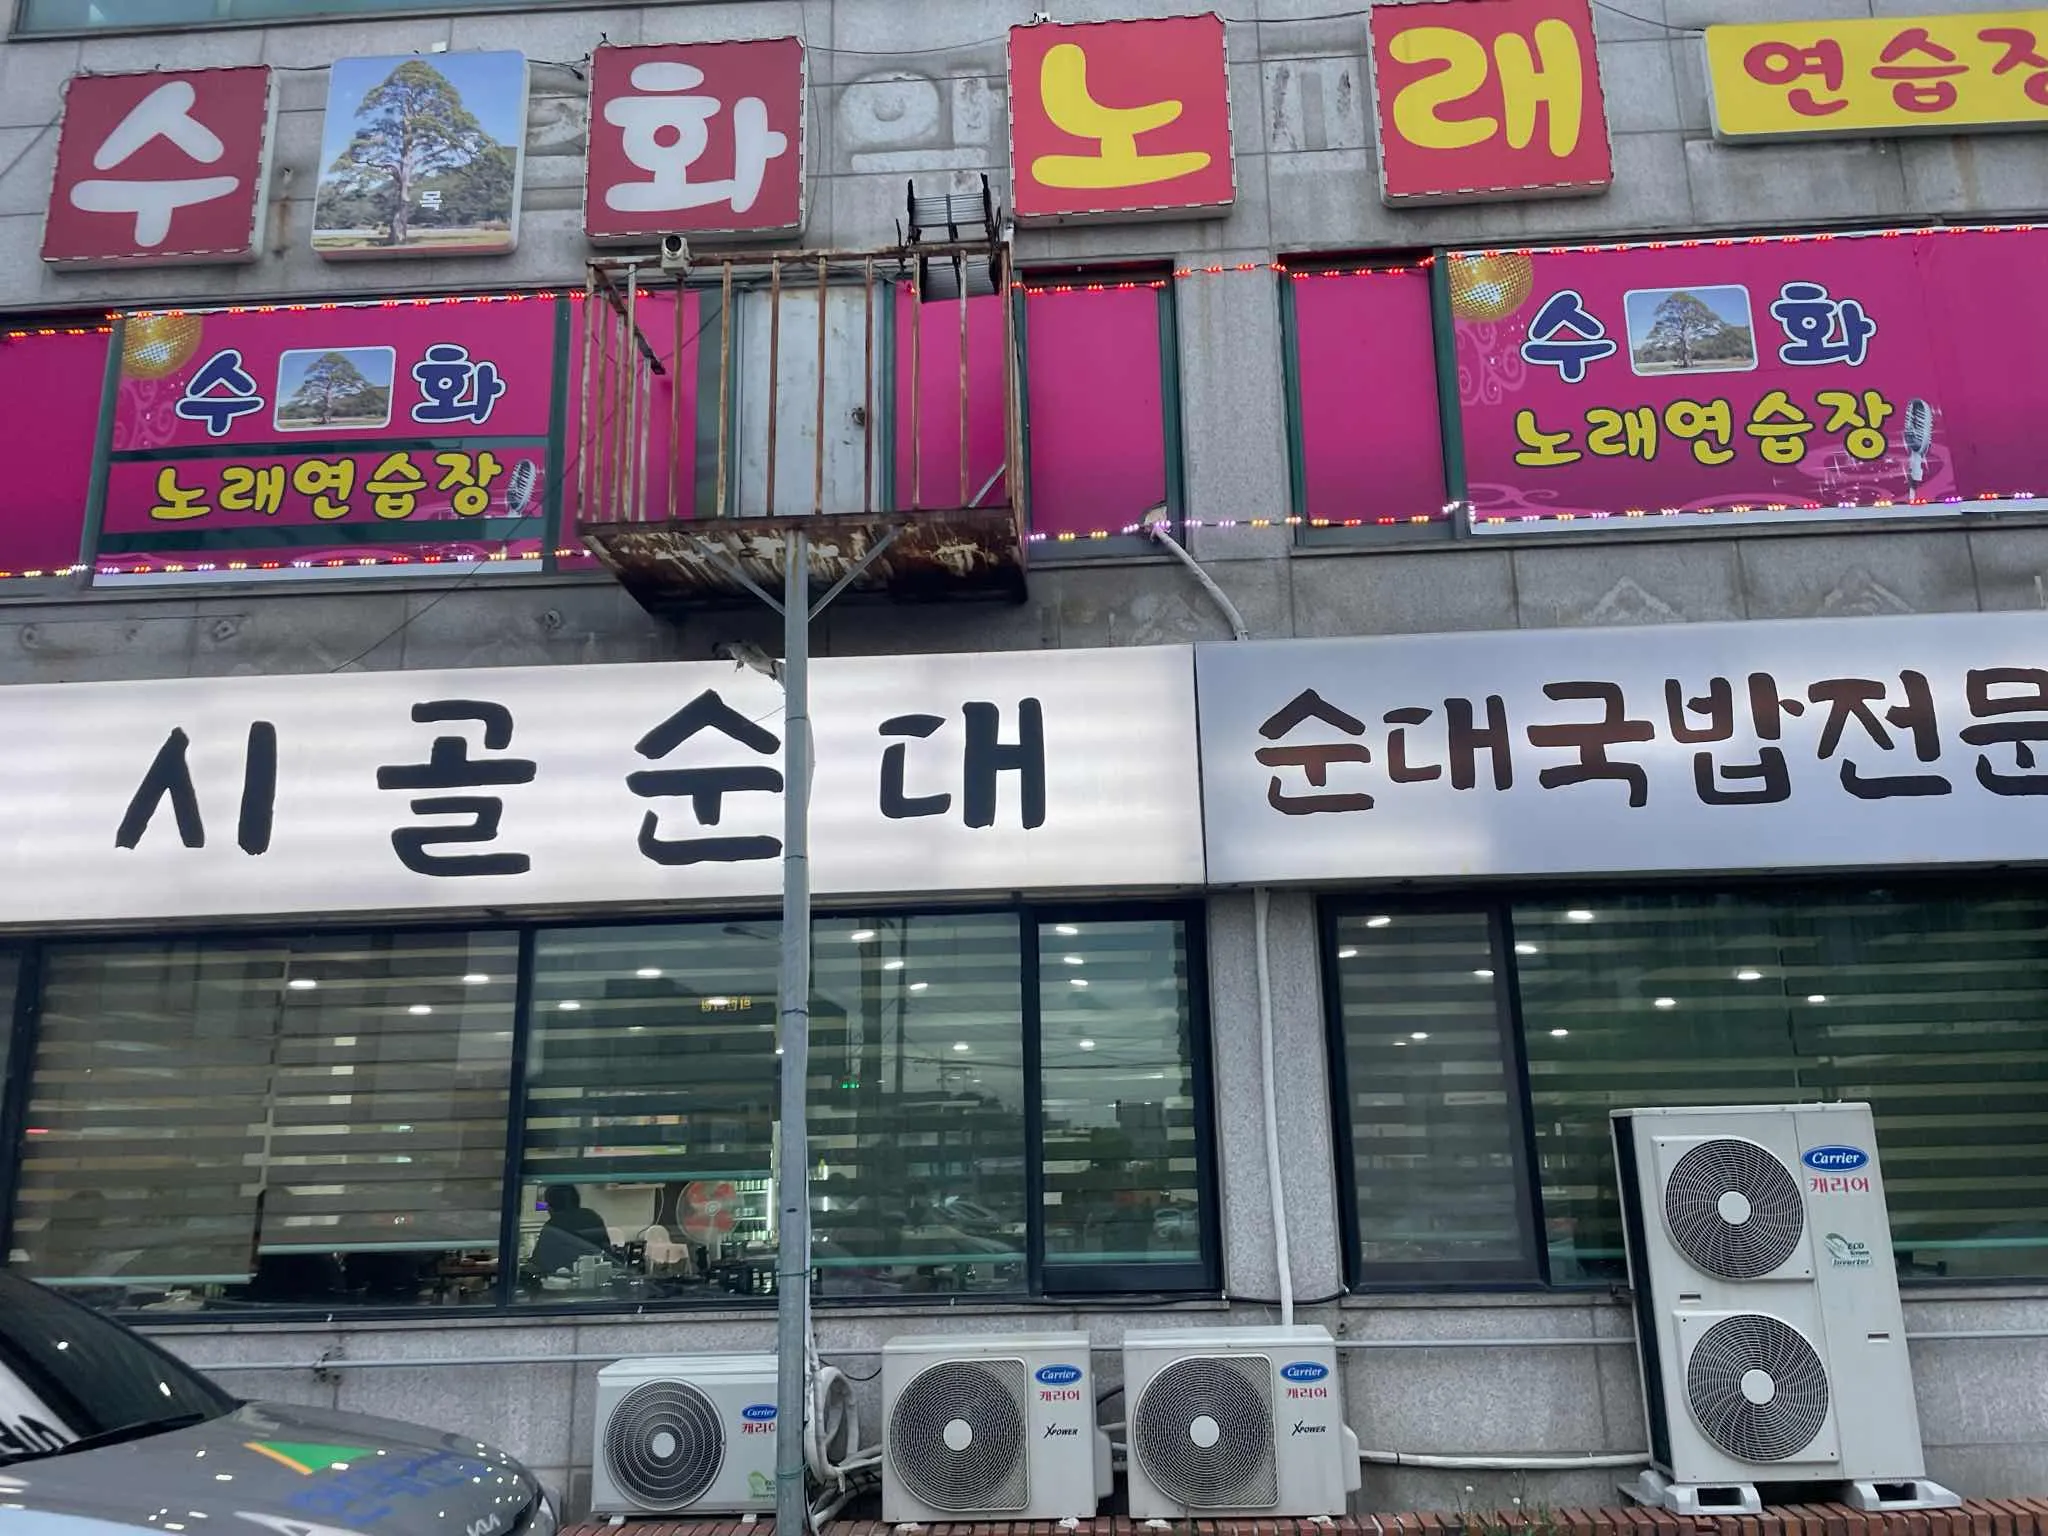 수 목 화 노래 연습장
수 화
노래연습장
수 화
노래연습장
시골순대
순대국밥전문
Carrier
캐리어
ECO
Inverter
Carrier
캐리어
Carrier
캐리어
XPOWER
Carrier
캐리어
XPOWER